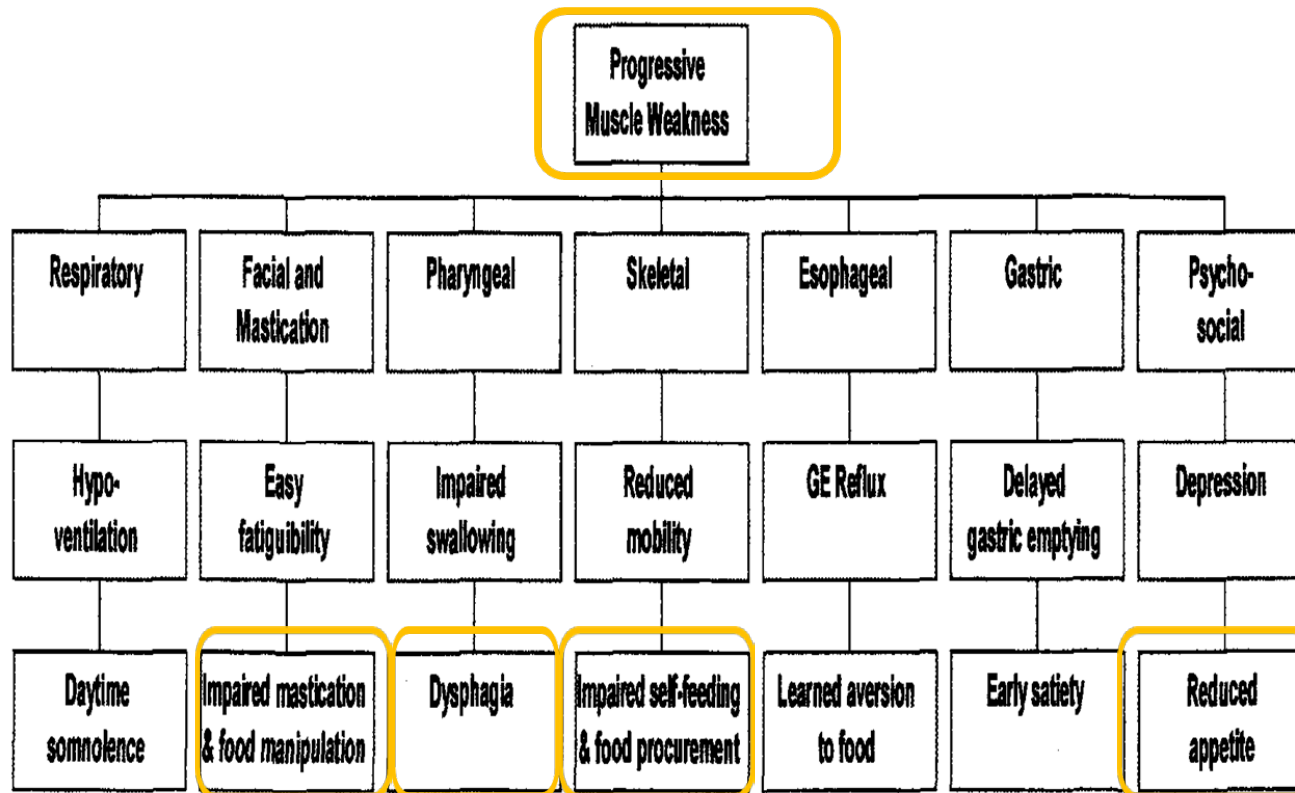 Progressive
Muscle Weakness
Respiratory
Facial and
Mastication
Pharyngeal
Skeletal
Esophageal
Gastric
Psycho-
social
Hypo-
ventilation
Easy
fatiguibility
Impaired
swallowing
Reduced
mobility
GE Reflux
Delayed
gastric emptying
Depression
Daytime
somnolence
Impaired mastication
& food manipulation
Dysphagia
Impaired self-feeding
& food procurement
Learned aversion
to food
Early satiety
Reduced
appetite